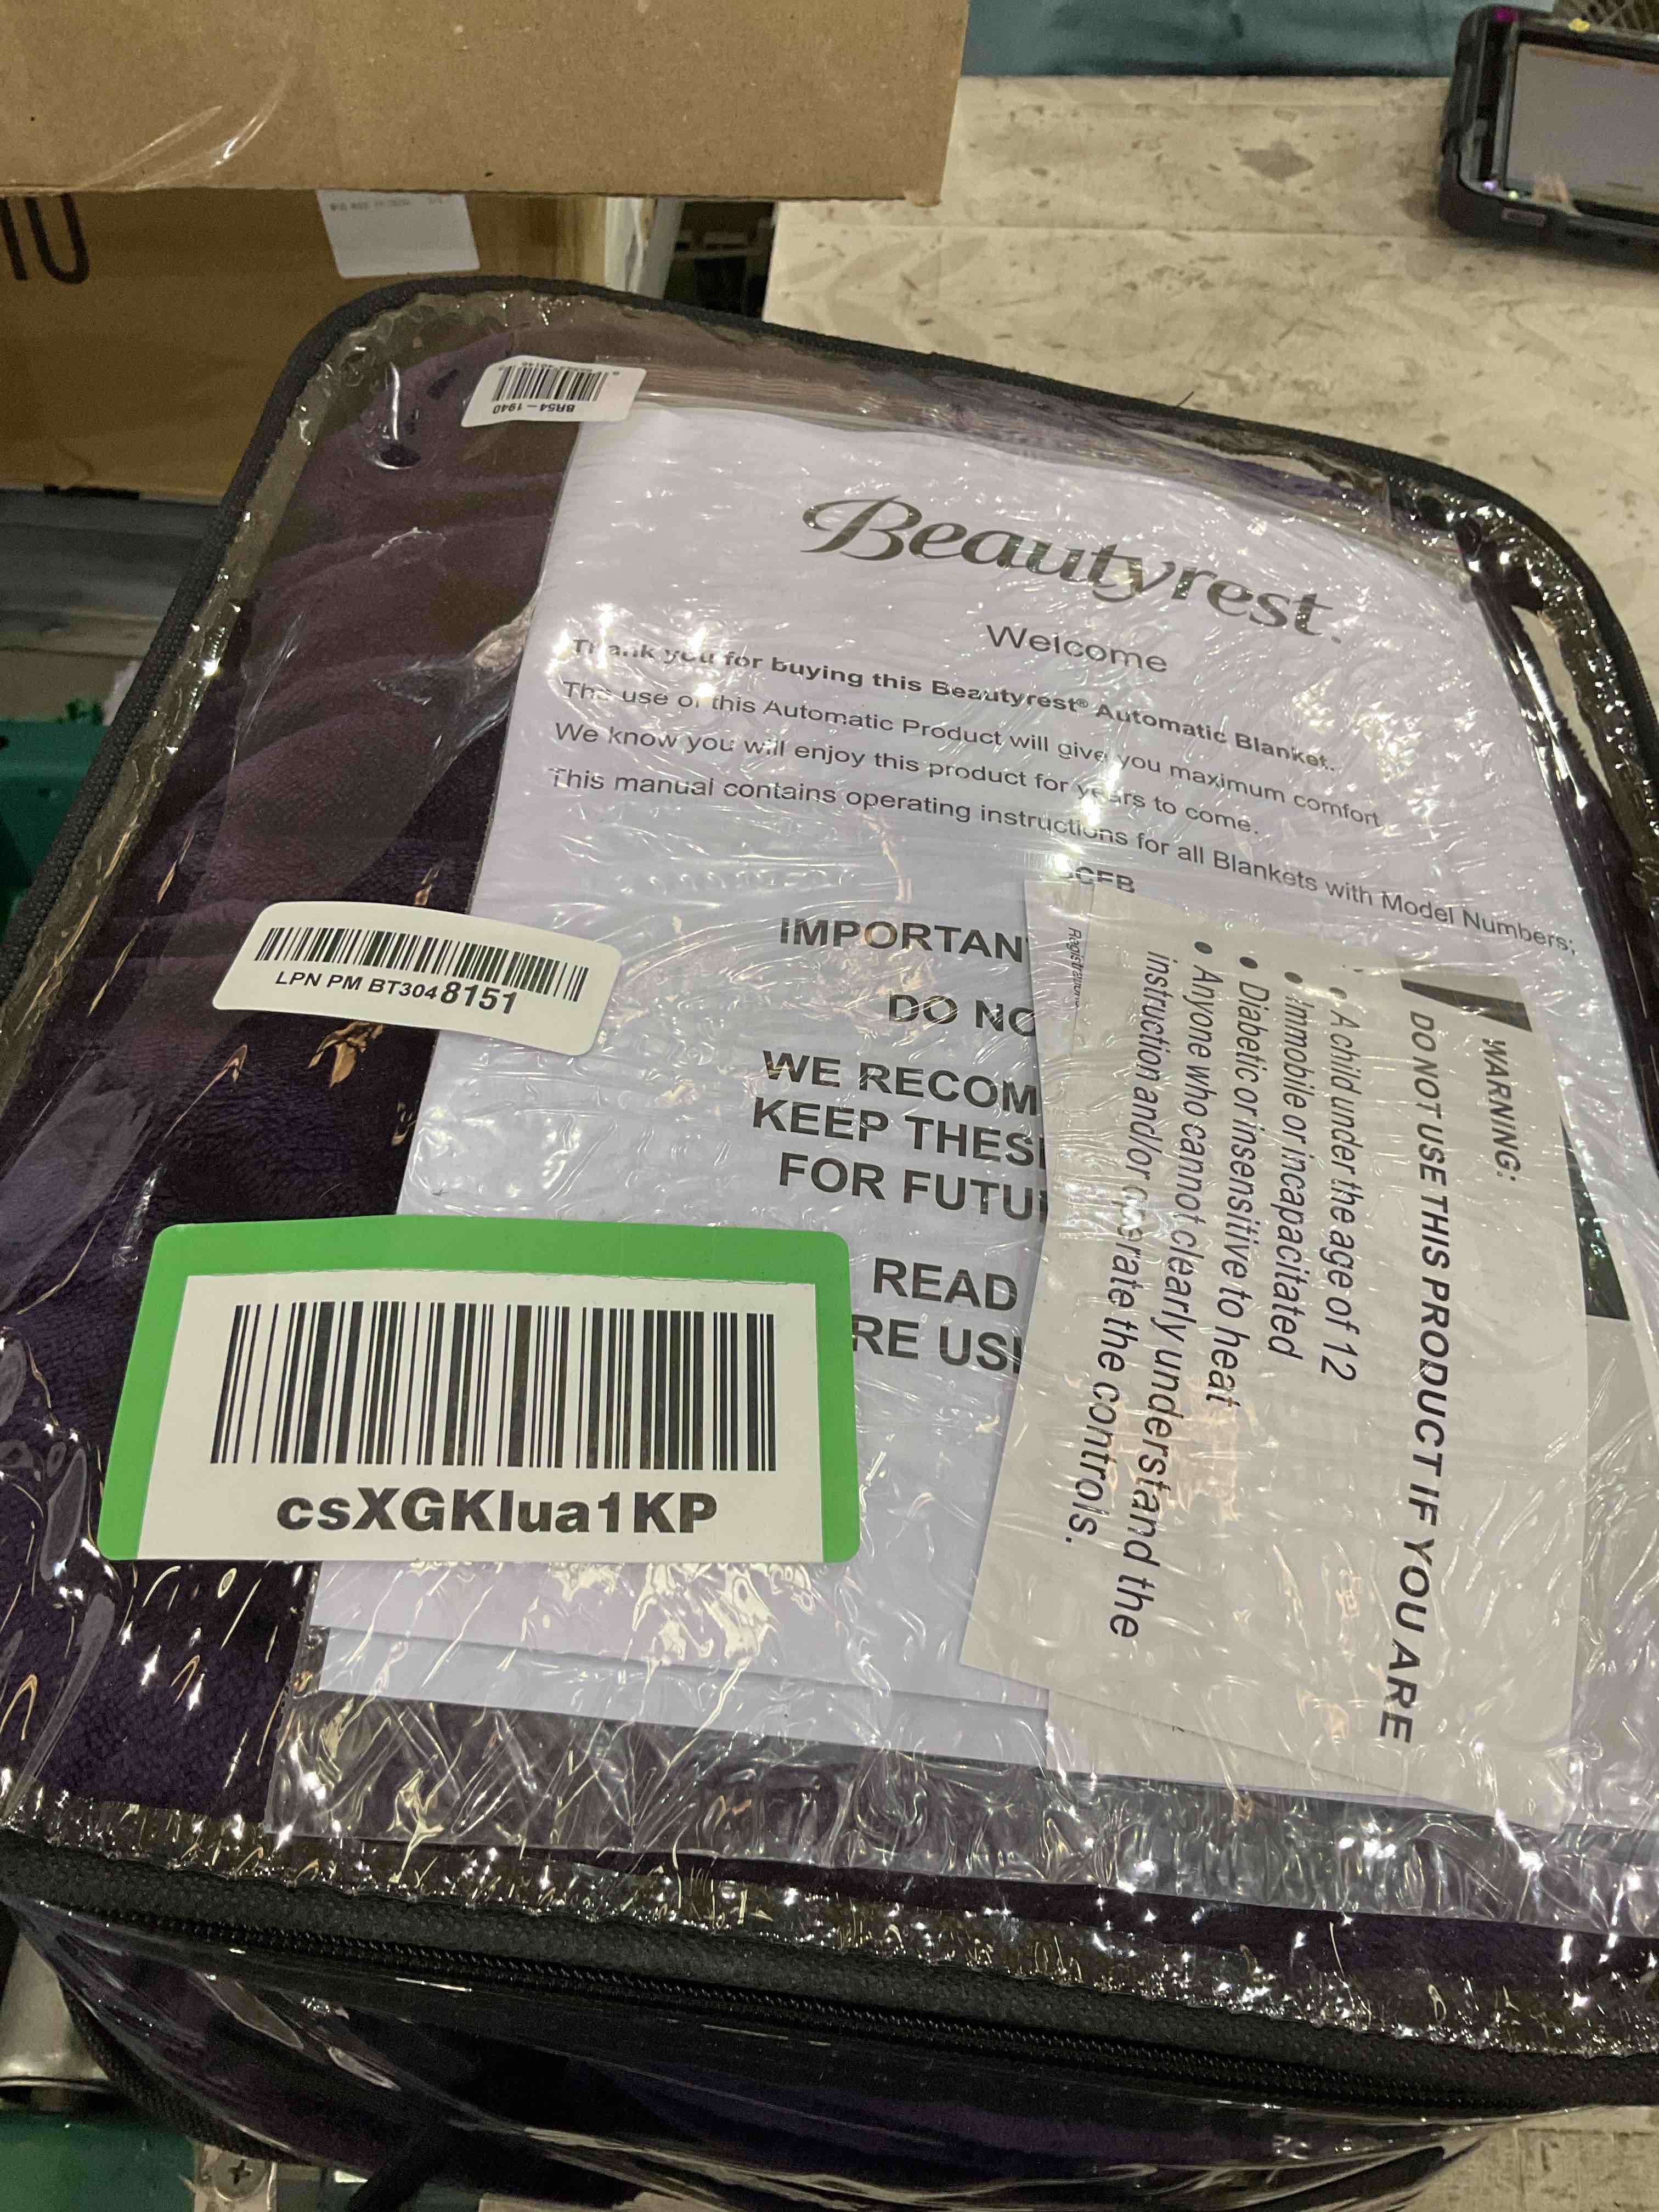 BR54-1940
Beautyrest.
Welcome
Thank you for buying this Beautyrest® Automatic Blanket.
The use of this Automatic Product will give you maximum comfort.
We know you will enjoy this product for years to come.
This manual contains operating instructions for all Blankets with Model Numbers;
IMPORTAN
DO NO
WE RECOM
KEEP THES
FOR FUTU
READ
RE USI
LPN PM BT3048151
csXGKlua1KP
WARNING:
DO NOT USE THIS PRODUCT IF YOU ARE
• A child under the age of 12
• Immobile or incapacitated
• Diabetic or insensitive to heat
• Anyone who cannot clearly understand the
instruction and/or operate the controls.